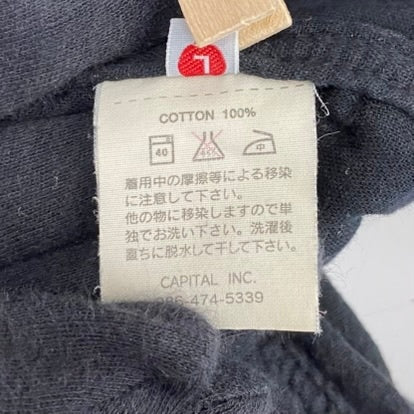 L
COTTON 100%
40
中
着用中の摩擦等による移染
に注意して下さい。
他の物に移染しますので単
独でお洗い下さい。洗濯後
直ちに脱水して干して下さい。
CAPITAL INC.
086-474-5339